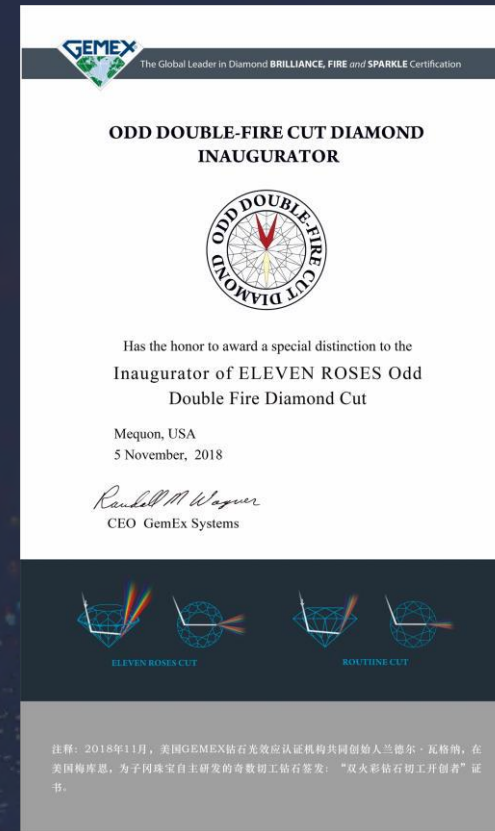 GEMEX
The Global Leader in Diamond BRILLIANCE, FIRE and SPARKLE Certification
ODD DOUBLE-FIRE CUT DIAMOND
INAUGURATOR
ODD DOUBLE-FIRE CUT DIAMOND
Has the honor to award a special distinction to the
Inaugurator of ELEVEN ROSES Odd
Double Fire Diamond Cut
Mequon, USA
5 November, 2018
Randall M Wagner
CEO GemEx Systems
ELEVEN ROSES CUT
ROUTIINE CUT
注释：2018年11月，美国GEMEX钻石光效应认证机构共同创始人兰德尔·瓦格纳，在
美国梅库恩，为子冈珠宝自主研发的奇数切工钻石签发：“双火彩钻石切工开创者”证
书。